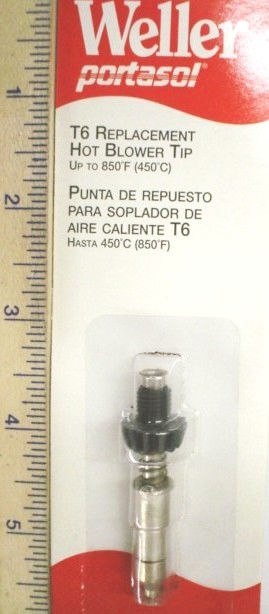 Weller
portasol®
T6 REPLACEMENT
HOT BLOWER TIP
UP TO 850°F (450°C)
PUNTA DE REPUESTO
PARA SOPLADOR DE
AIRE CALIENTE T6
HASTA 450°C (850°F)
1
2
3
4
5